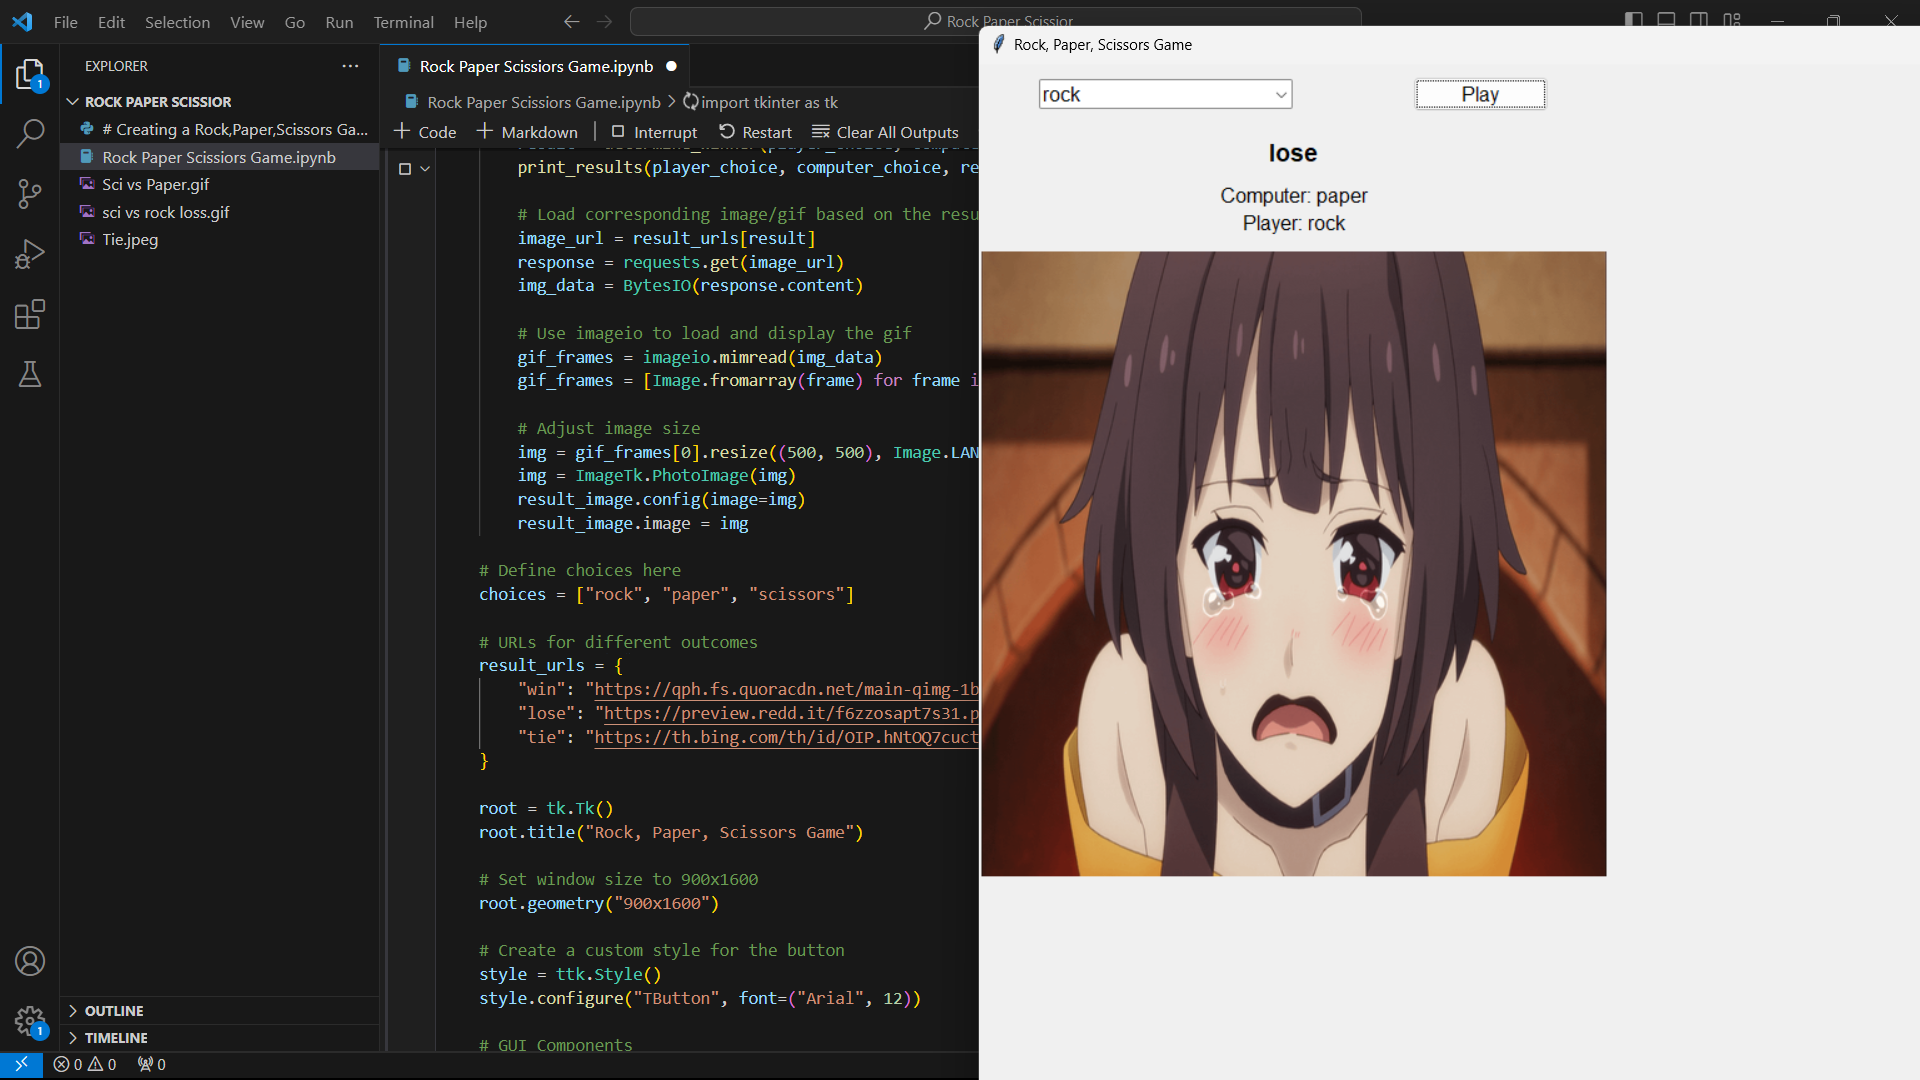 File Edit Selection View Go Run Terminal Help
Rock Paper Scissior
EXPLORER
ROCK PAPER SCISSIOR
# Creating a Rock,Paper,Scissors Ga...
Rock Paper Scissiors Game.ipynb
Sci vs Paper.gif
sci vs rock loss.gif
Tie.jpeg
OUTLINE
TIMELINE
Rock Paper Scissiors Game.ipynb
Rock Paper Scissiors Game.ipynb > import tkinter as tk
Code Markdown Interrupt Restart Clear All Outputs
print_results(player_choice, computer_choice, re
# Load corresponding image/gif based on the resu
image_url = result_urls[result]
response = requests.get(image_url)
img_data = BytesIO(response.content)
# Use imageio to load and display the gif
gif_frames = imageio.mimread(img_data)
gif_frames = [Image.fromarray(frame) for frame i
# Adjust image size
img = gif_frames[0].resize((500, 500), Image.LAN
img = ImageTk.PhotoImage(img)
result_image.config(image=img)
result_image.image = img
# Define choices here
choices = ["rock", "paper", "scissors"]
# URLs for different outcomes
result_urls = {
"win": "https://qph.fs.quoracdn.net/main-qimg-1b
"lose": "https://preview.redd.it/f6zzosapt7s31.p
"tie": "https://th.bing.com/th/id/OIP.hNtOQ7cuct
}
root = tk.Tk()
root.title("Rock, Paper, Scissors Game")
# Set window size to 900x1600
root.geometry("900x1600")
# Create a custom style for the button
style = ttk.Style()
style.configure("TButton", font=("Arial", 12))
# GUI Components
Rock, Paper, Scissors Game
rock
Play
lose
Computer: paper
Player: rock
1
1
0 0 0